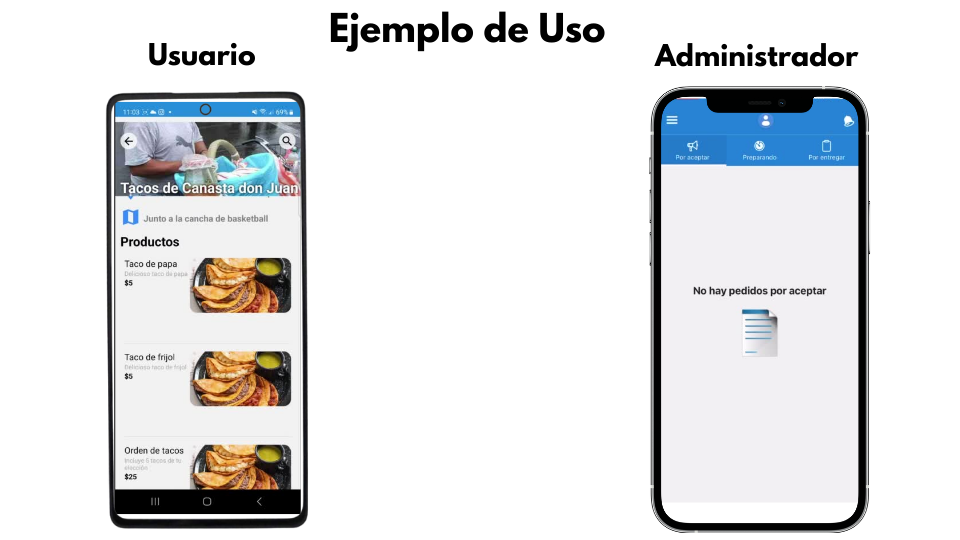 Ejemplo de Uso
Usuario
Administrador
11:03
69%
Tacos de Canasta don Juan
Junto a la cancha de basketball
Productos
Taco de papa
Delicioso taco de papa
$5
Taco de frijol
Delicioso taco de frijol
$5
Orden de tacos
Incluye 5 tacos de tu
elección
$25
Por aceptar
Preparando
Por entregar
No hay pedidos por aceptar